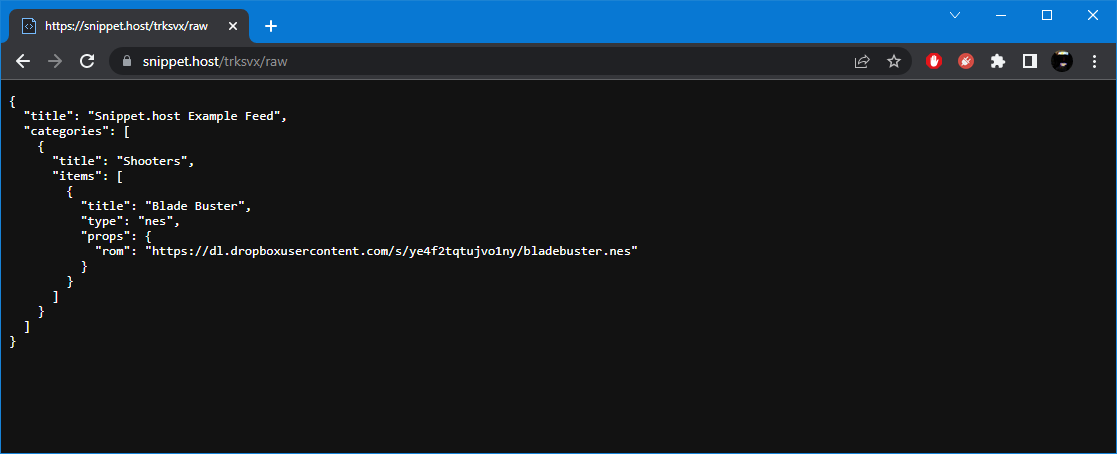 https://snippet.host/trksvx/raw
snippet.host/trksvx/raw
{
  "title": "Snippet.host Example Feed",
  "categories": [
    {
      "title": "Shooters",
      "items": [
        {
          "title": "Blade Buster",
          "type": "nes",
          "props": {
            "rom": "https://dl.dropboxusercontent.com/s/ye4f2tqtujvo1ny/bladebuster.nes"
          }
        }
      ]
    }
  ]
}